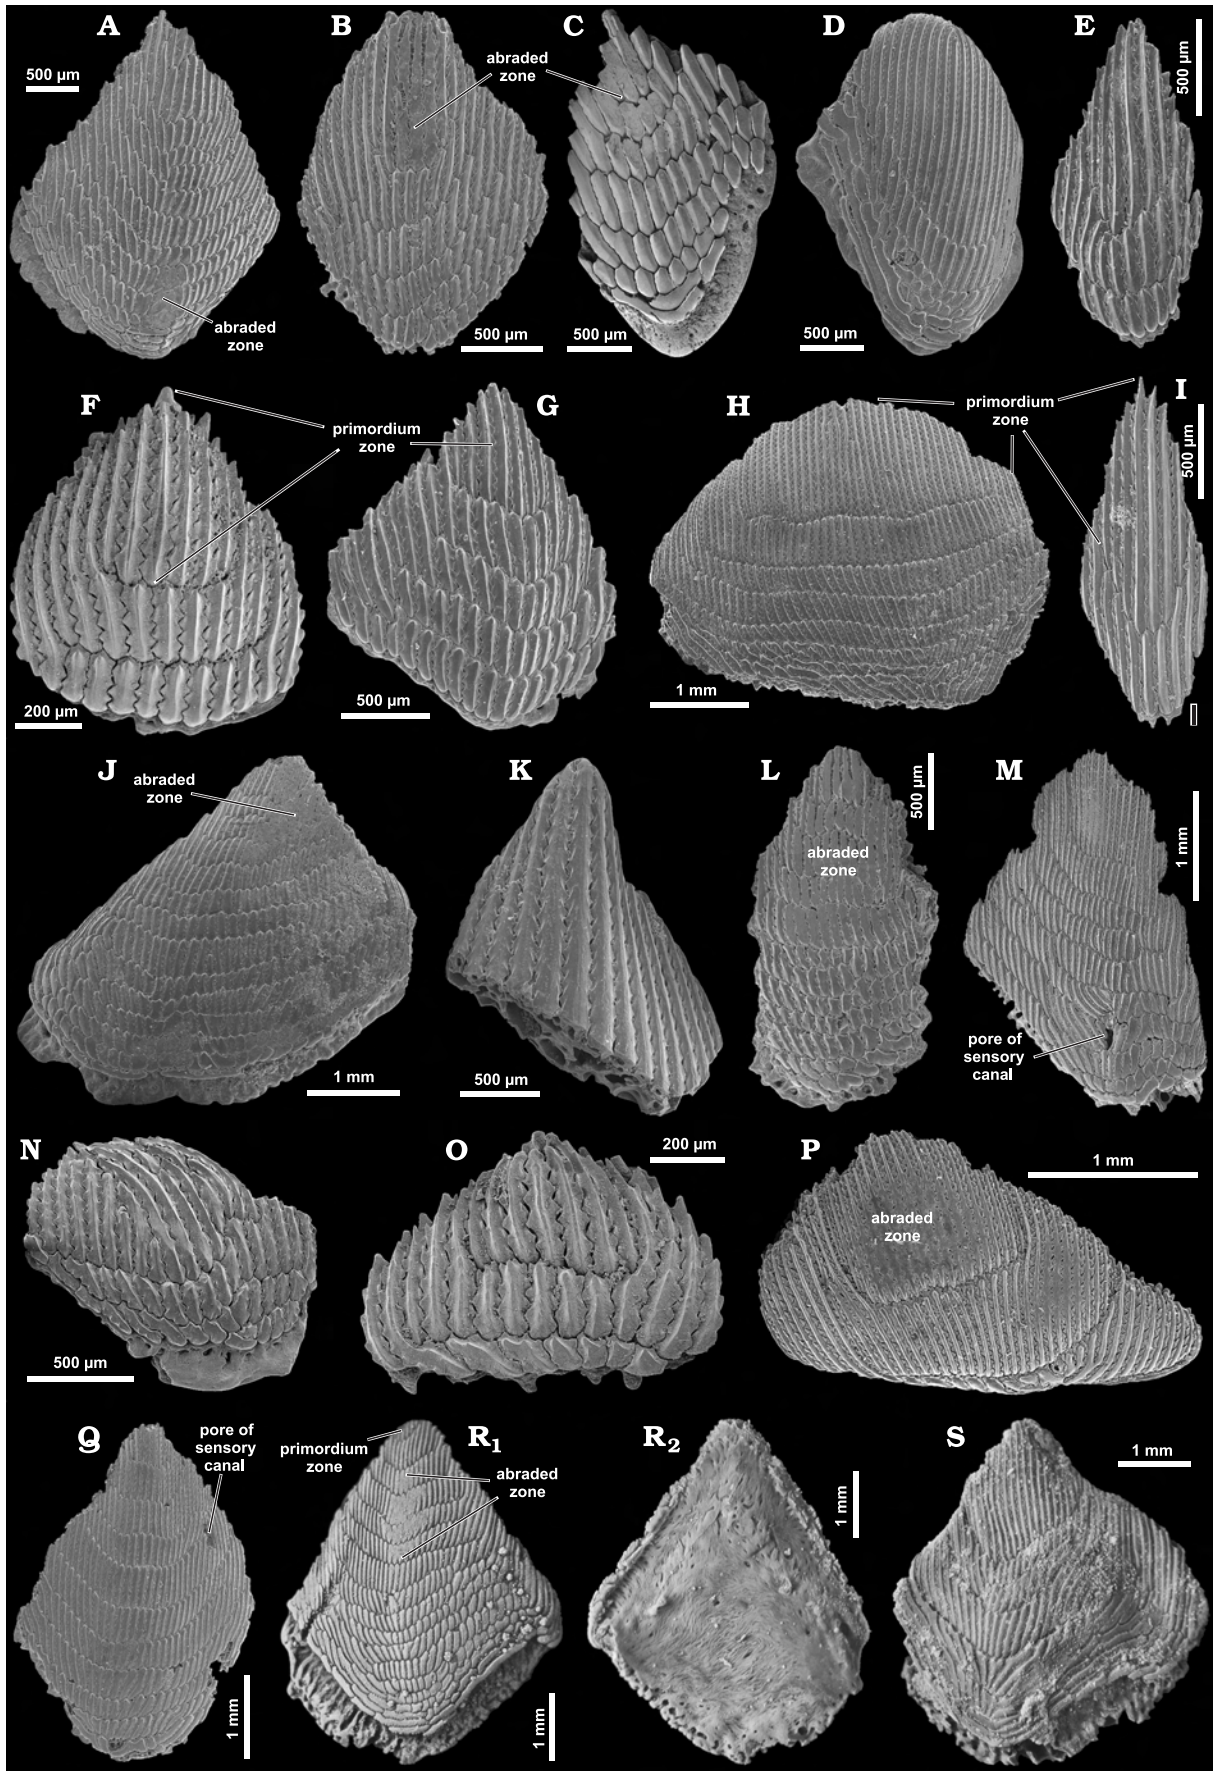 A
B
C
D
E
500 µm
abraded
zone
500 µm
abraded
zone
500 µm
500 µm
500 µm
F
G
H
I
primordium
zone
primordium
zone
500 µm
200 µm
500 µm
1 mm
J
K
L
M
abraded
zone
500 µm
abraded
zone
1 mm
pore of
sensory
canal
1 mm
500 µm
N
O
P
200 µm
1 mm
abraded
zone
500 µm
Q
pore of
sensory
canal
primordium
zone
R1
abraded
zone
R2
S
1 mm
1 mm
1 mm
1 mm